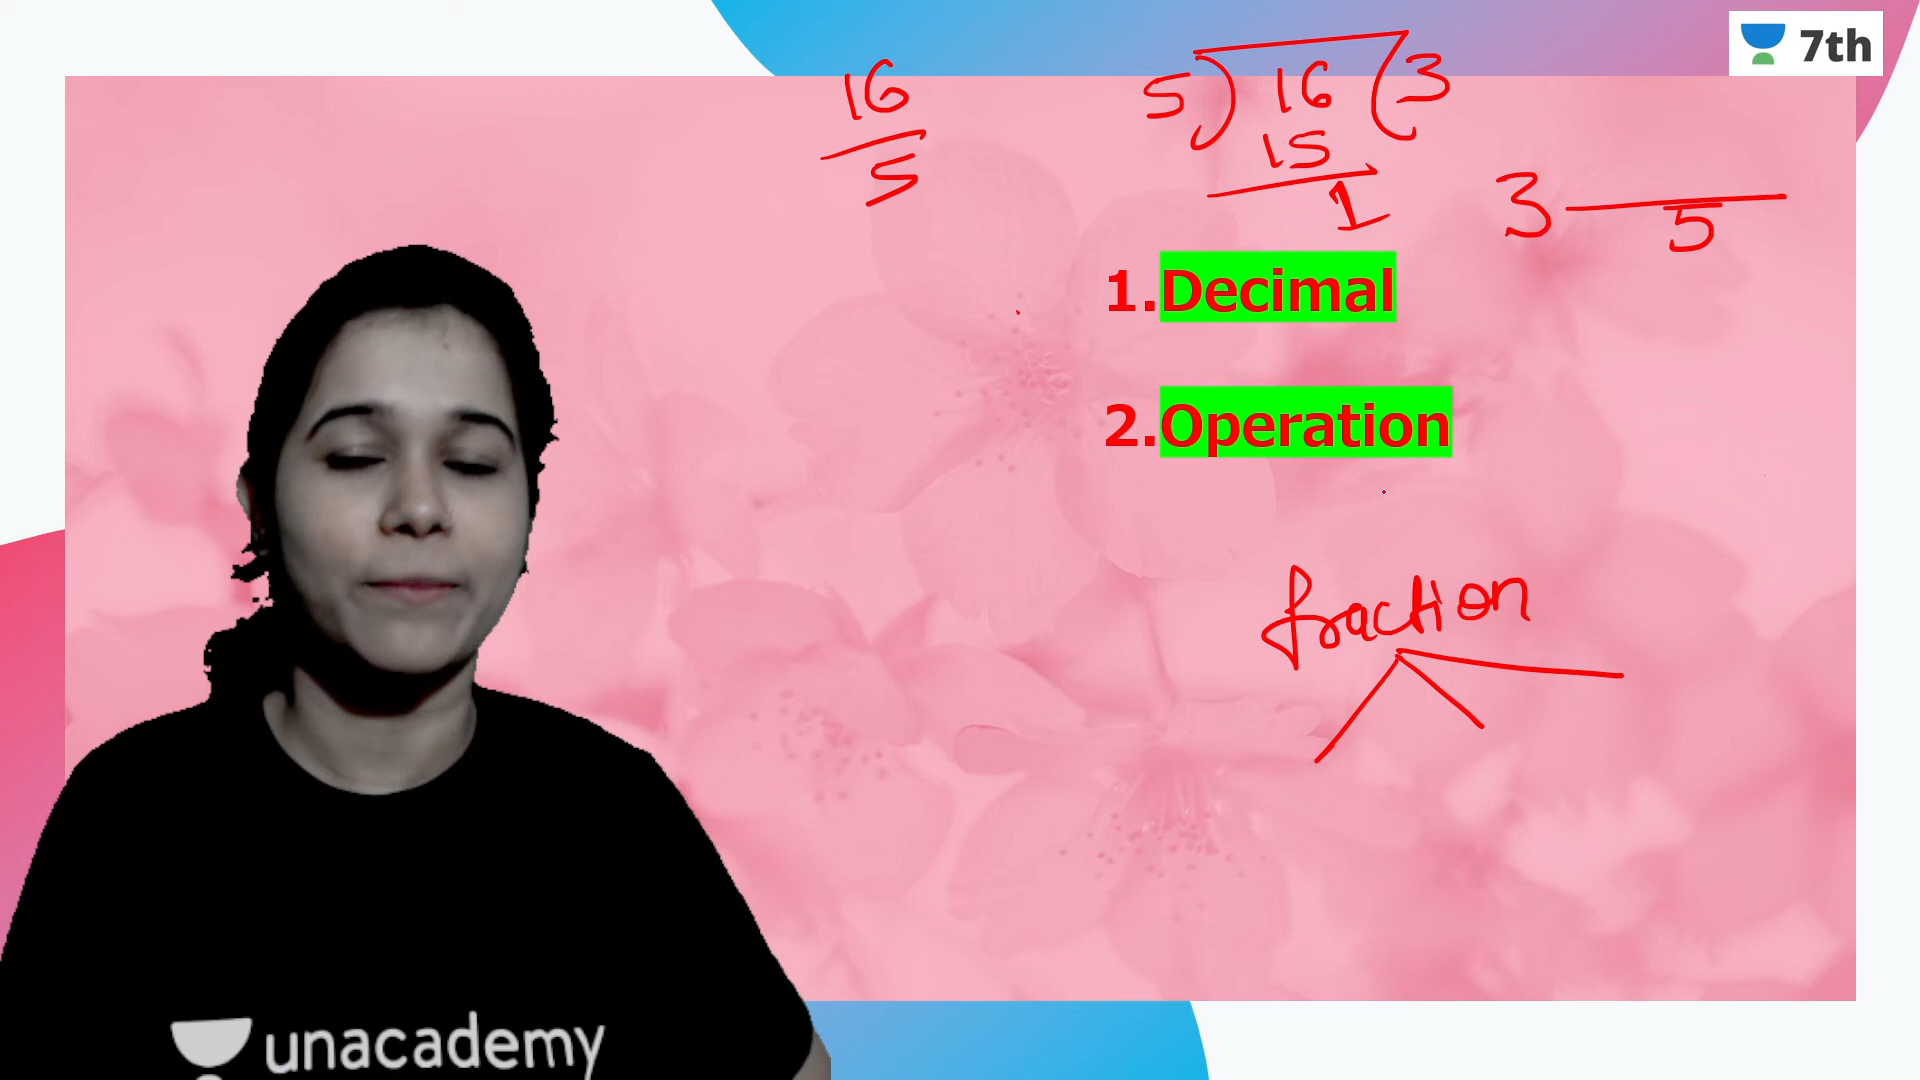 7th
16
5
5) 16 (3
15
1
3
5
1.Decimal
2.Operation
fraction
unacademy